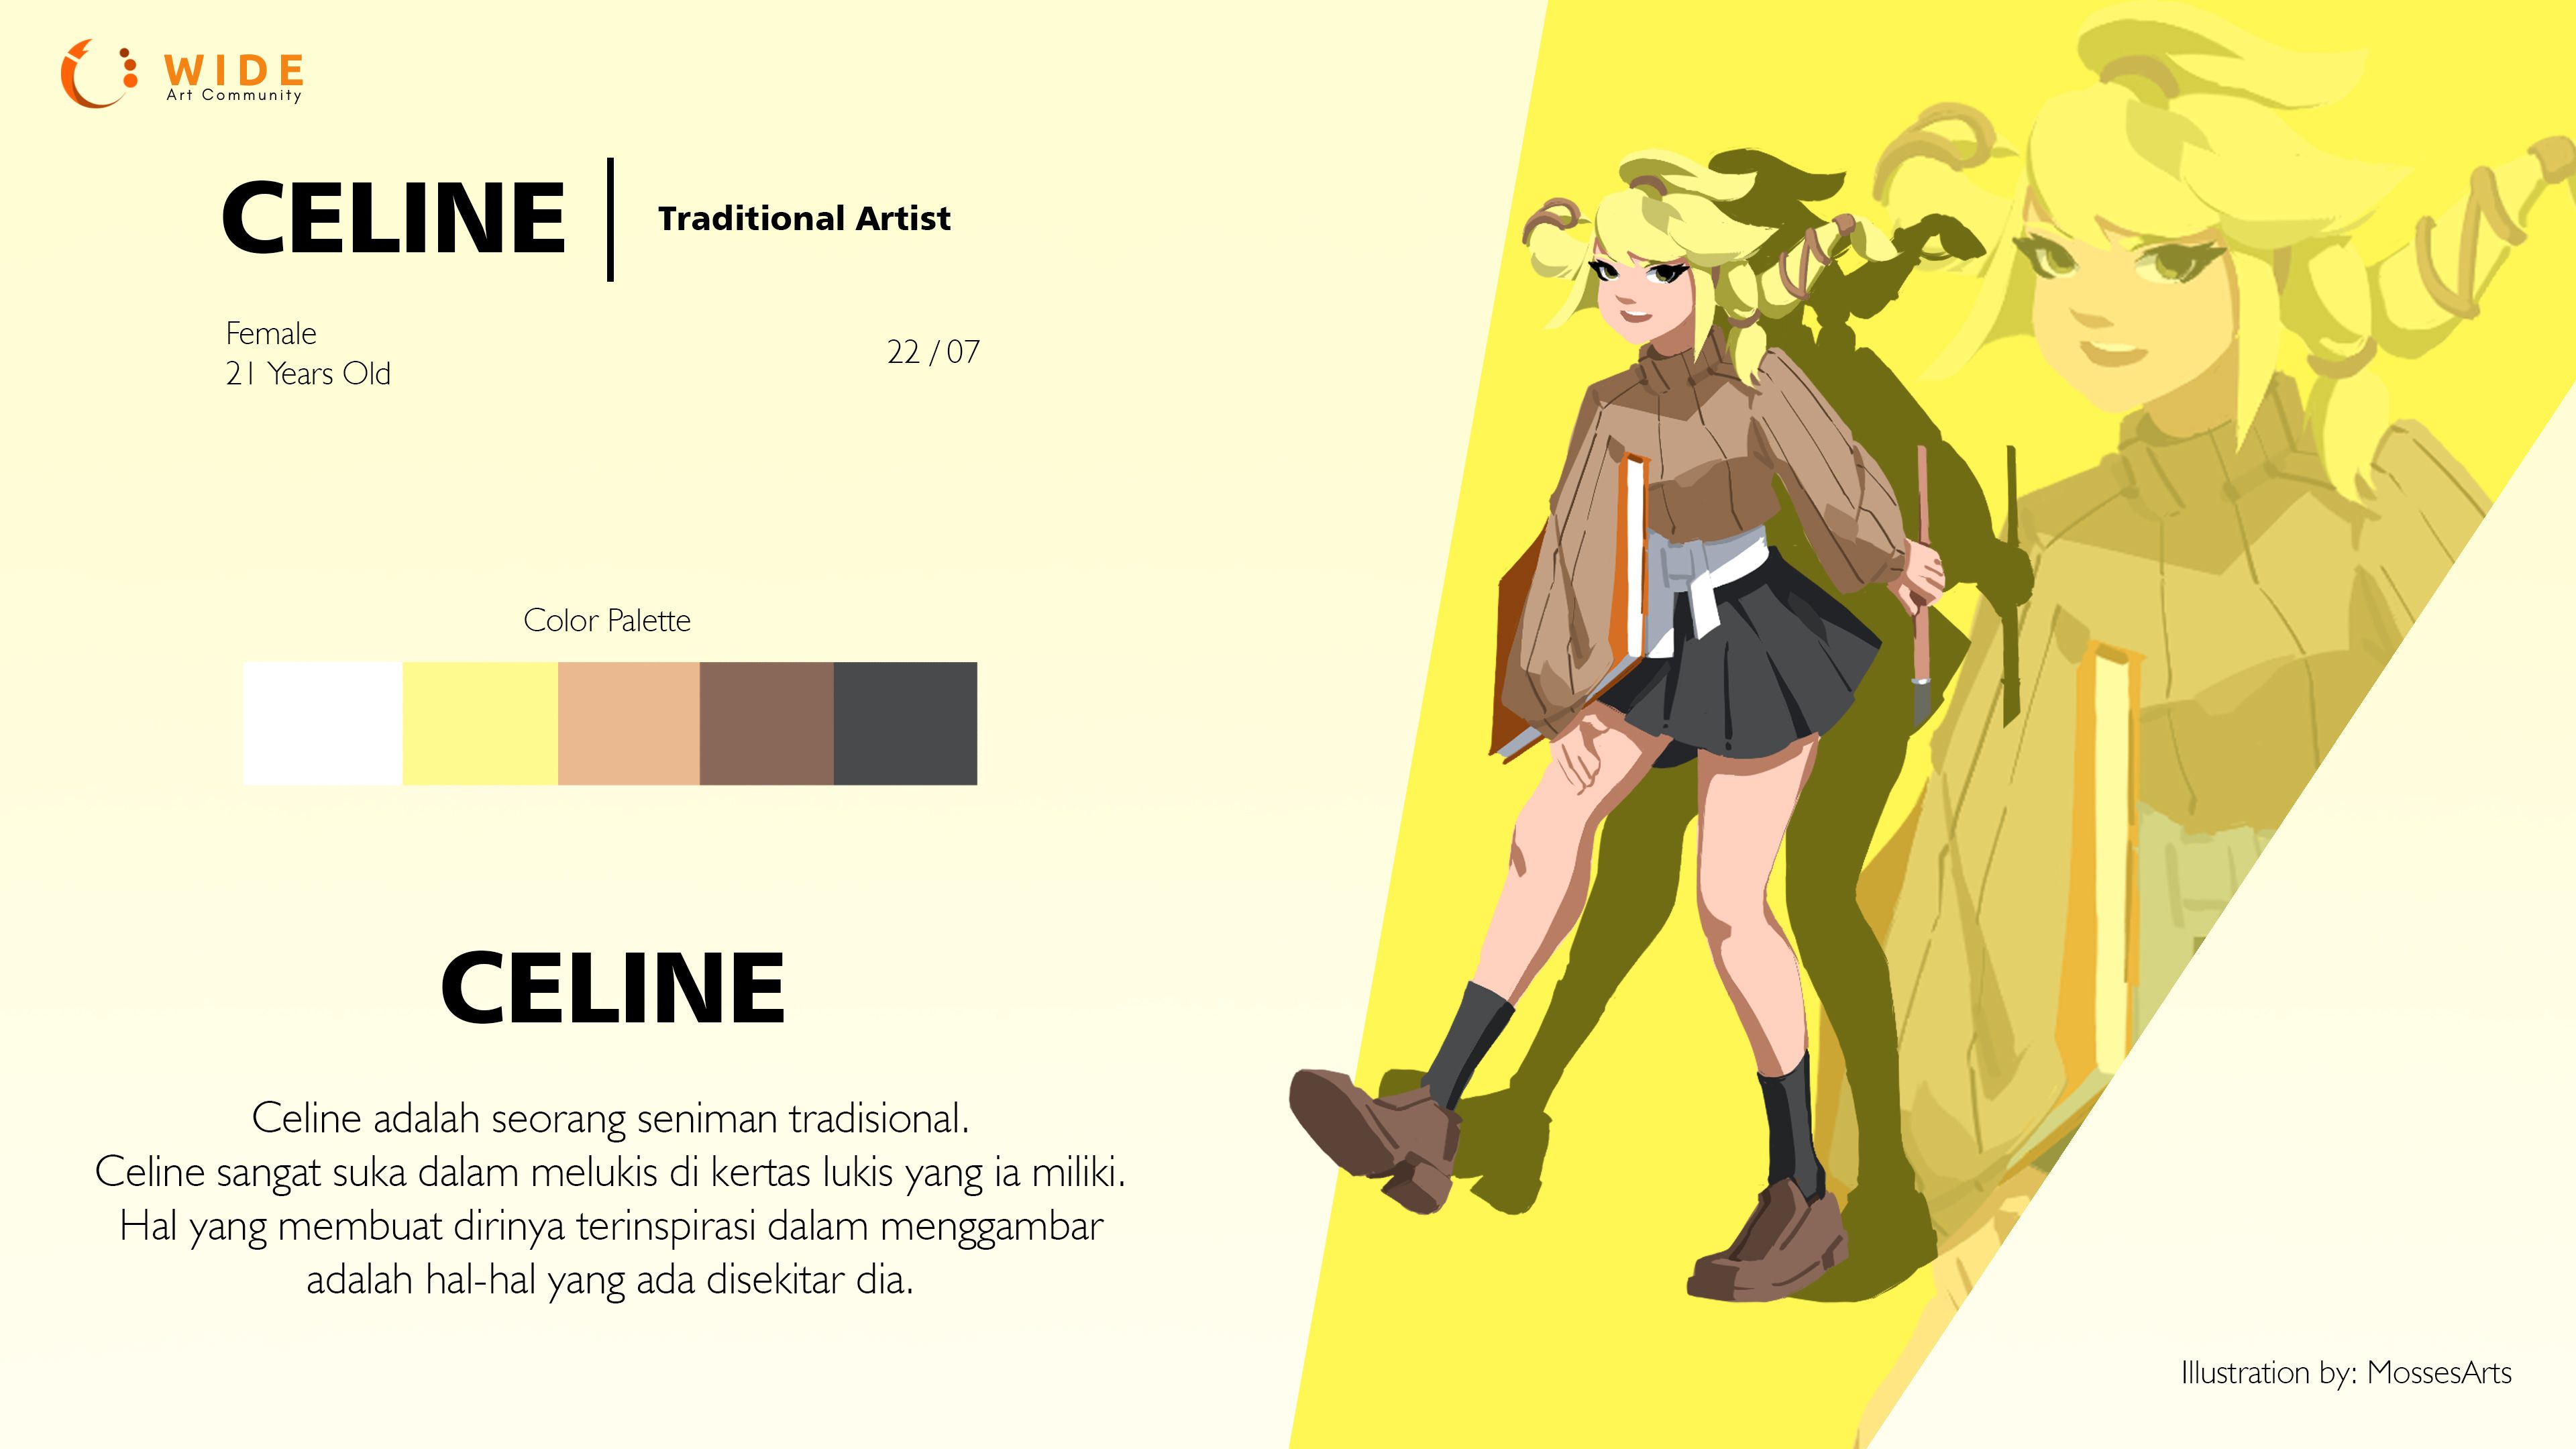 WIDE
Art Community
CELINE
Traditional Artist
Female
21 Years Old
22 / 07
Color Palette
CELINE
Celine adalah seorang seniman tradisional.
Celine sangat suka dalam melukis di kertas lukis yang ia miliki.
Hal yang membuat dirinya terinspirasi dalam menggambar
adalah hal-hal yang ada disekitar dia.
Illustration by: MossesArts